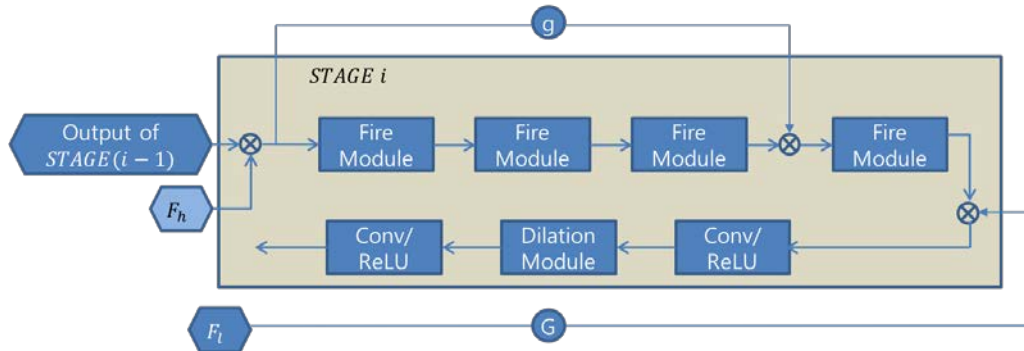 g
STAGE i
Output of
STAGE(i − 1)
Fire
Module
Fire
Module
Fire
Module
Fire
Module
F_h
Conv/
ReLU
Dilation
Module
Conv/
ReLU
F_l
G